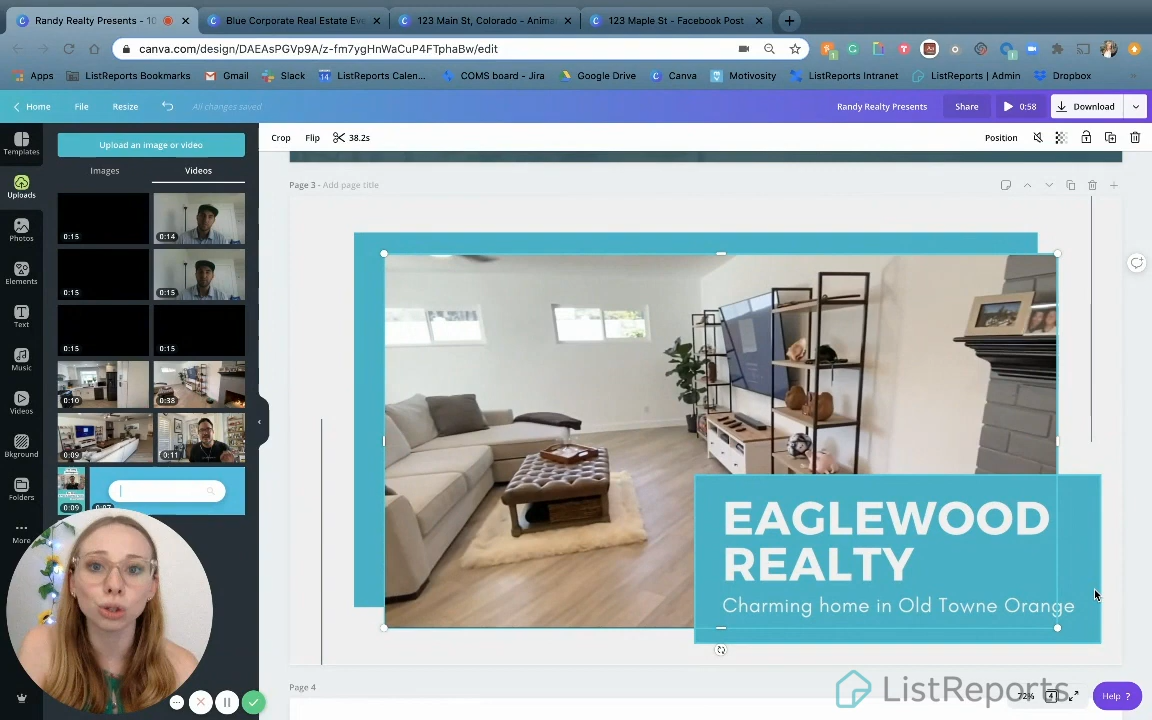 Randy Realty Presents - 10
Blue Corporate Real Estate Eve
123 Main St, Colorado - Anima
123 Maple St - Facebook Post
canva.com/design/DAEAsPGVp9A/z-fm7ygHnWaCuP4FTphaBw/edit
Apps
ListReports Bookmarks
Gmail
Slack
ListReports Calen...
COMS board - Jira
Google Drive
Canva
Motivosity
ListReports Intranet
ListReports | Admin
Dropbox
Home
File
Resize
All changes saved
Randy Realty Presents
Share
0:58
Download
Templates
Uploads
Photos
Elements
Text
Music
Videos
Bkground
Folders
More
Upload an image or video
Images
Videos
0:15
0:14
0:15
0:15
0:15
0:15
0:10
0:38
0:09
0:11
0:09
0:07
Crop
Flip
38.2s
Position
Page 3 - Add page title
EAGLEWOOD
REALTY
Charming home in Old Towne Orange
Page 4
ListReports
72%
4
Help ?